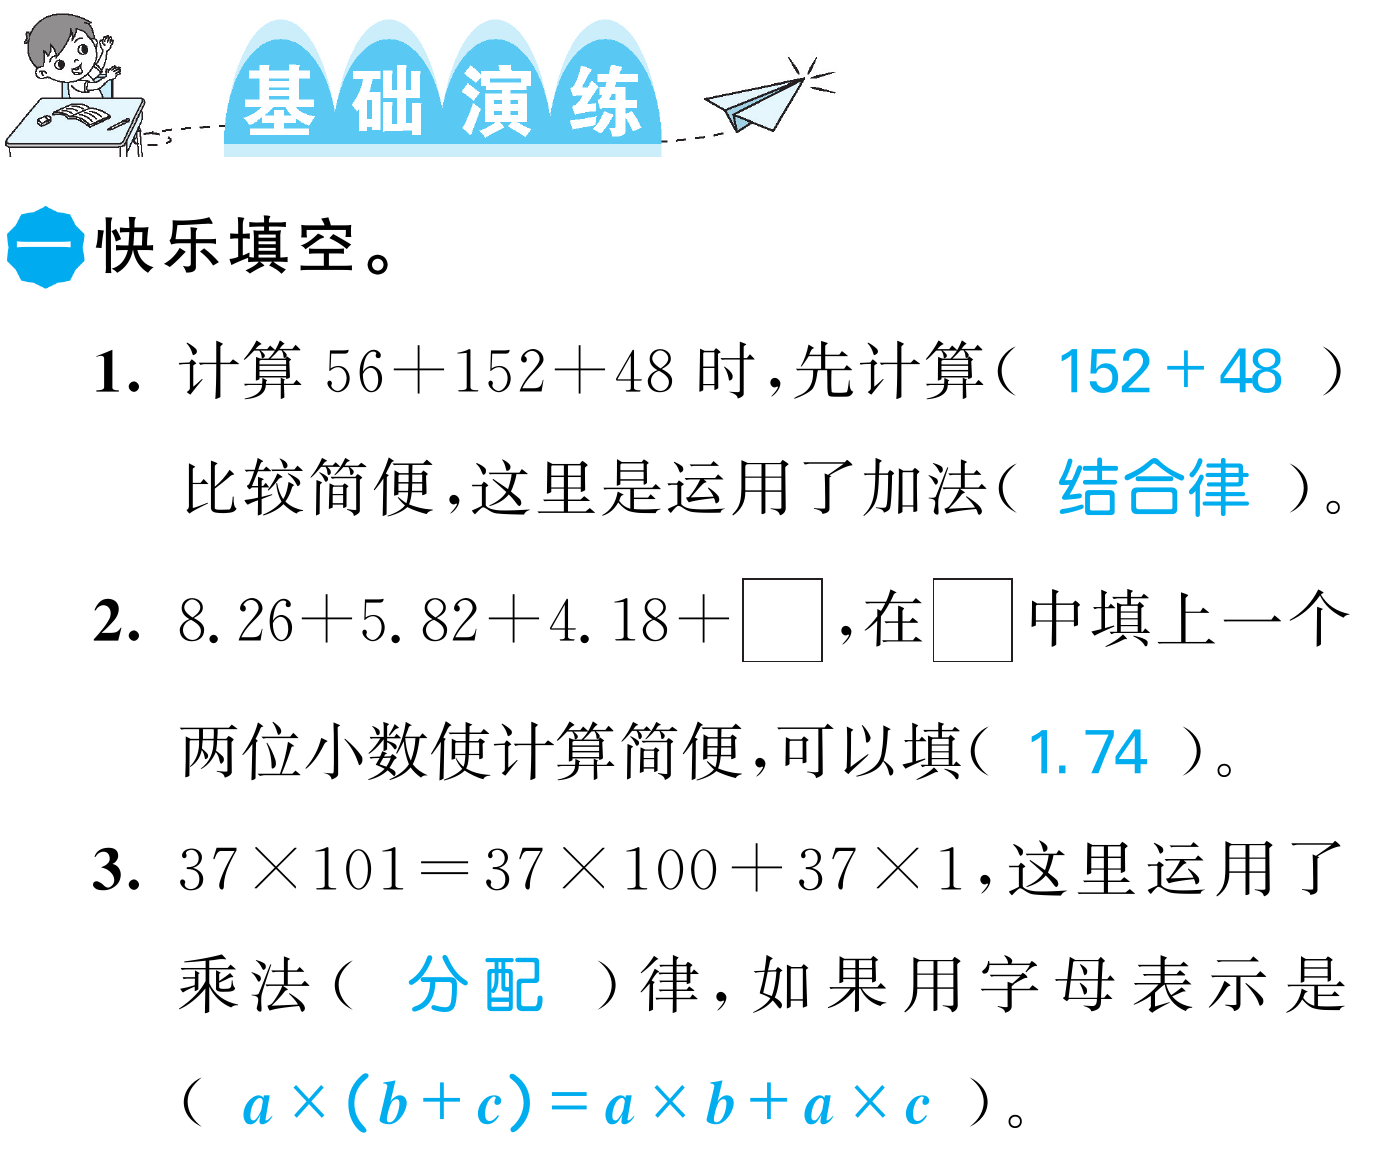 基础演练
一 快乐填空。
1. 计算 56+152+48 时,先计算( 152+48 )
比较简便,这里是运用了加法( 结合律 )。
2. 8.26+5.82+4.18+□,在□中填上一个
两位小数使计算简便,可以填( 1.74 )。
3. 37×101=37×100+37×1,这里运用了
乘法( 分配 )律,如果用字母表示是
( a×(b+c)=a×b+a×c )。